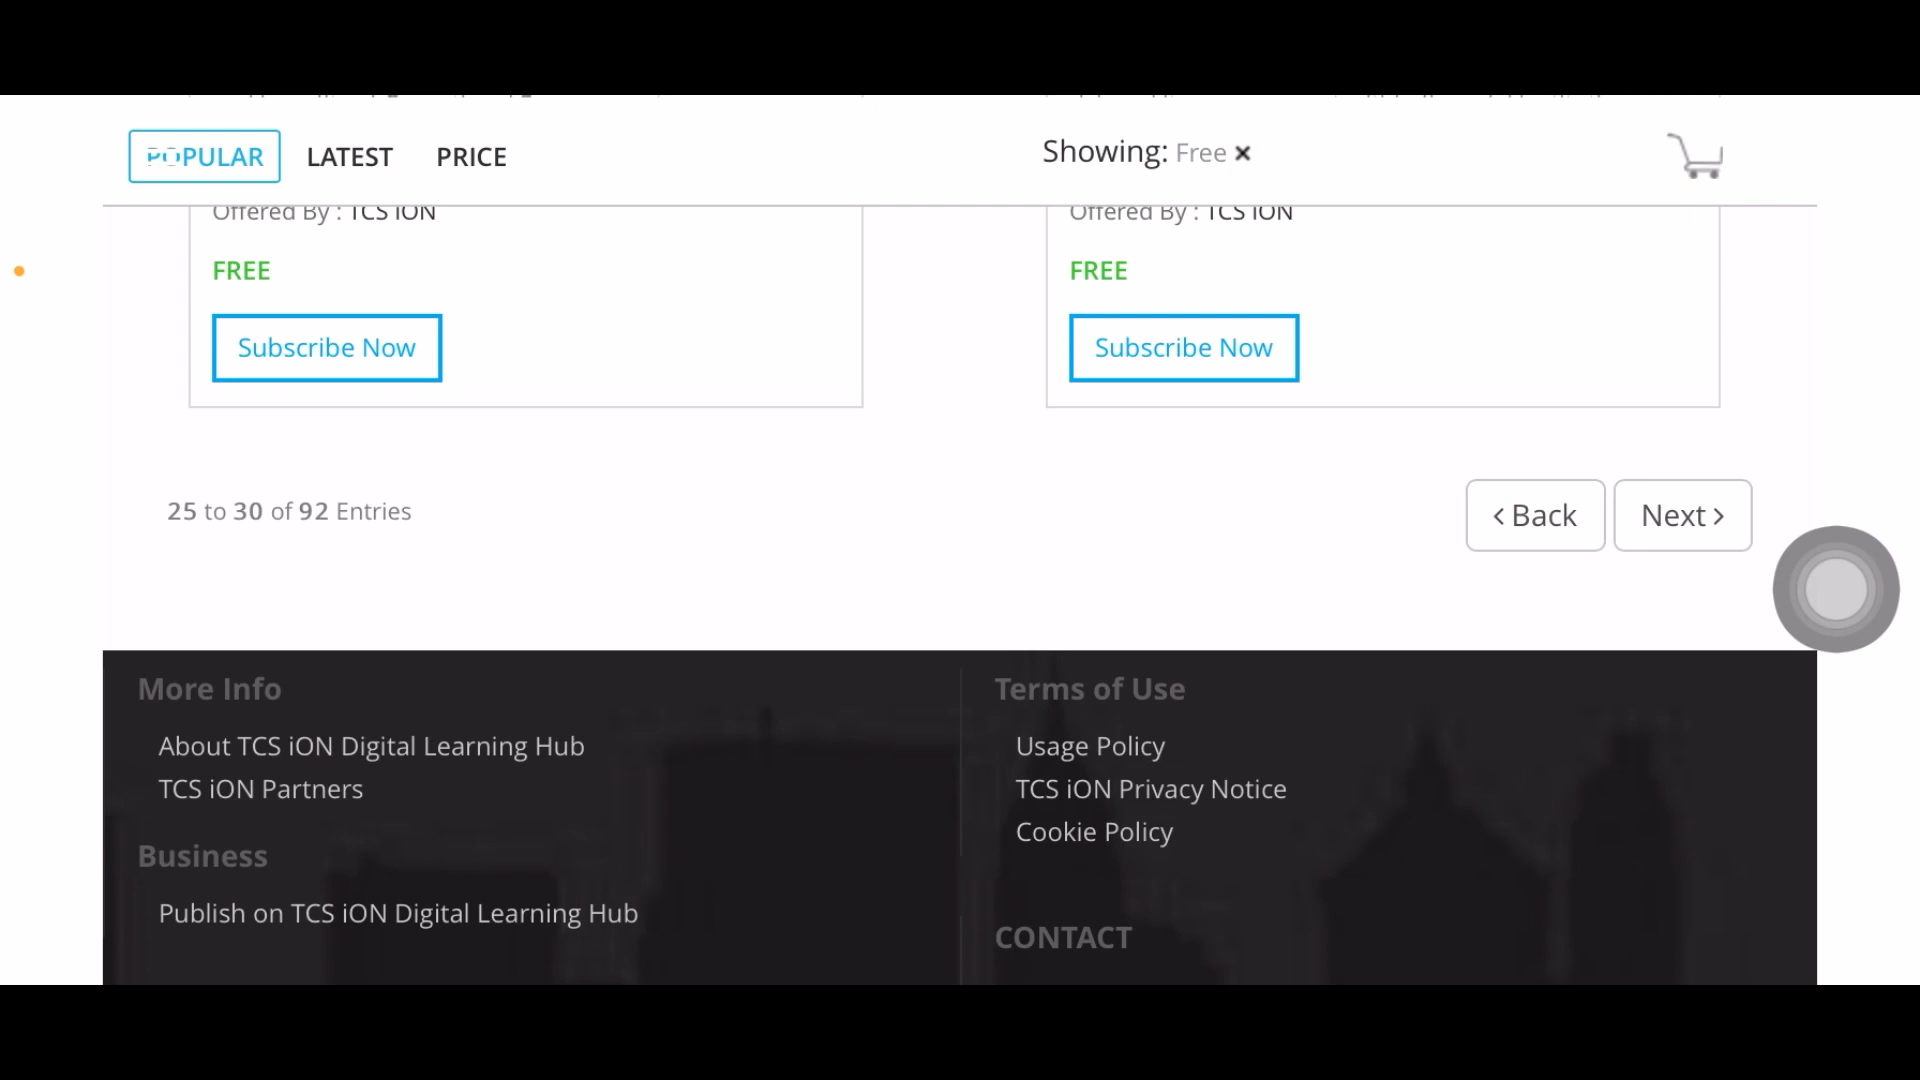 POPULAR LATEST PRICE Showing: Free ×
Offered By : TCS iON Offered By : TCS iON
FREE FREE
Subscribe Now Subscribe Now
25 to 30 of 92 Entries ‹ Back Next ›
More Info
About TCS iON Digital Learning Hub
TCS iON Partners
Business
Publish on TCS iON Digital Learning Hub
Terms of Use
Usage Policy
TCS iON Privacy Notice
Cookie Policy
CONTACT